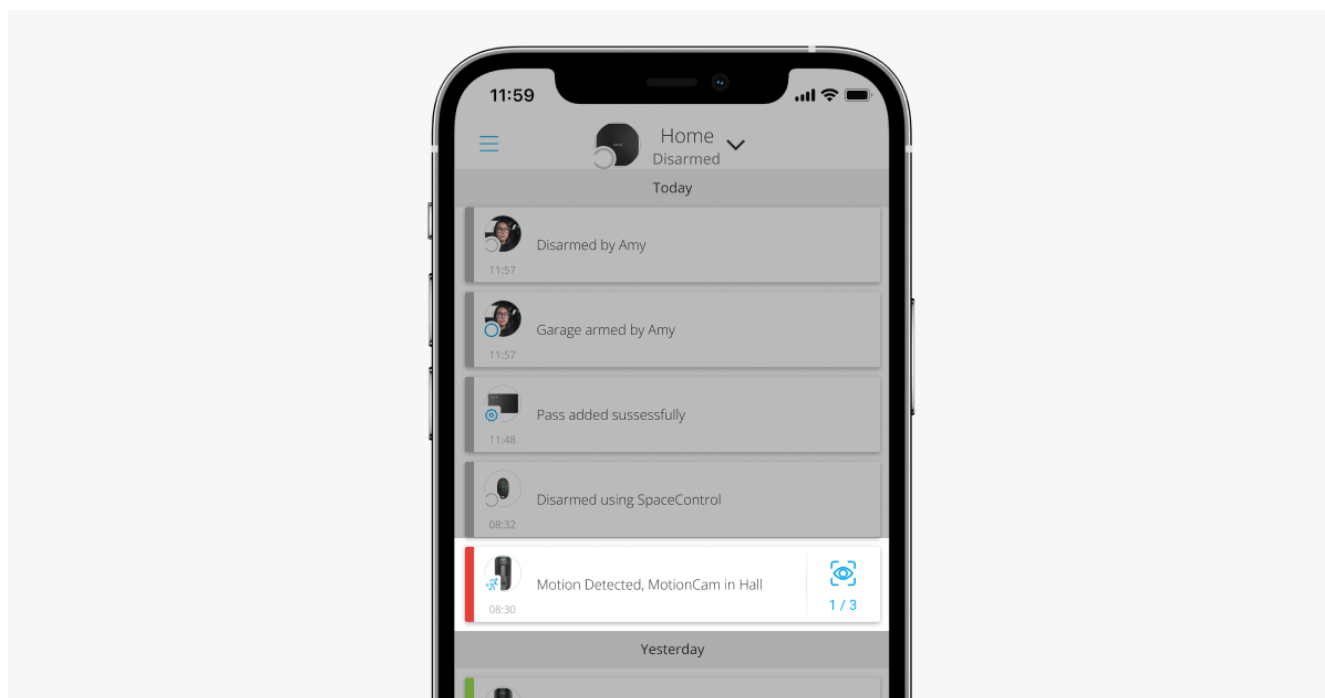 11:59
Home
Disarmed
Today
Disarmed by Amy
11:57
Garage armed by Amy
11:57
Pass added sussessfully
11:48
Disarmed using SpaceControl
08:32
Motion Detected, MotionCam in Hall
08:30
1 / 3
Yesterday